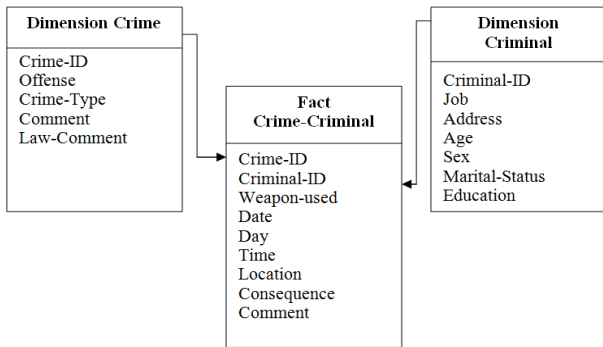 Dimension Crime
Crime-ID
Offense
Crime-Type
Comment
Law-Comment
Fact
Crime-Criminal
Crime-ID
Criminal-ID
Weapon-used
Date
Day
Time
Location
Consequence
Comment
Dimension
Criminal
Criminal-ID
Job
Address
Age
Sex
Marital-Status
Education